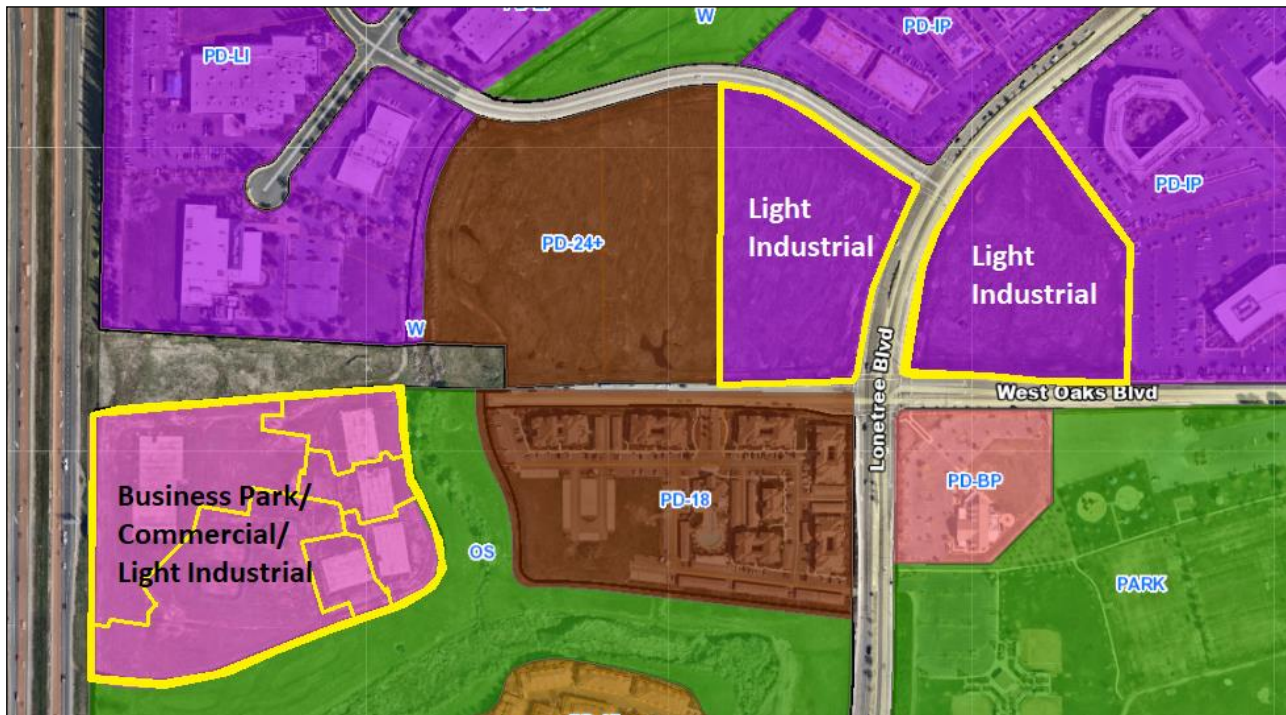 W
PD-IP
PD-LI
Light
Industrial
PD-24+
Light
Industrial
PD-IP
W
West Oaks Blvd
Lonetree Blvd
Business Park/
Commercial/
Light Industrial
PD-18
PD-BP
OS
PARK